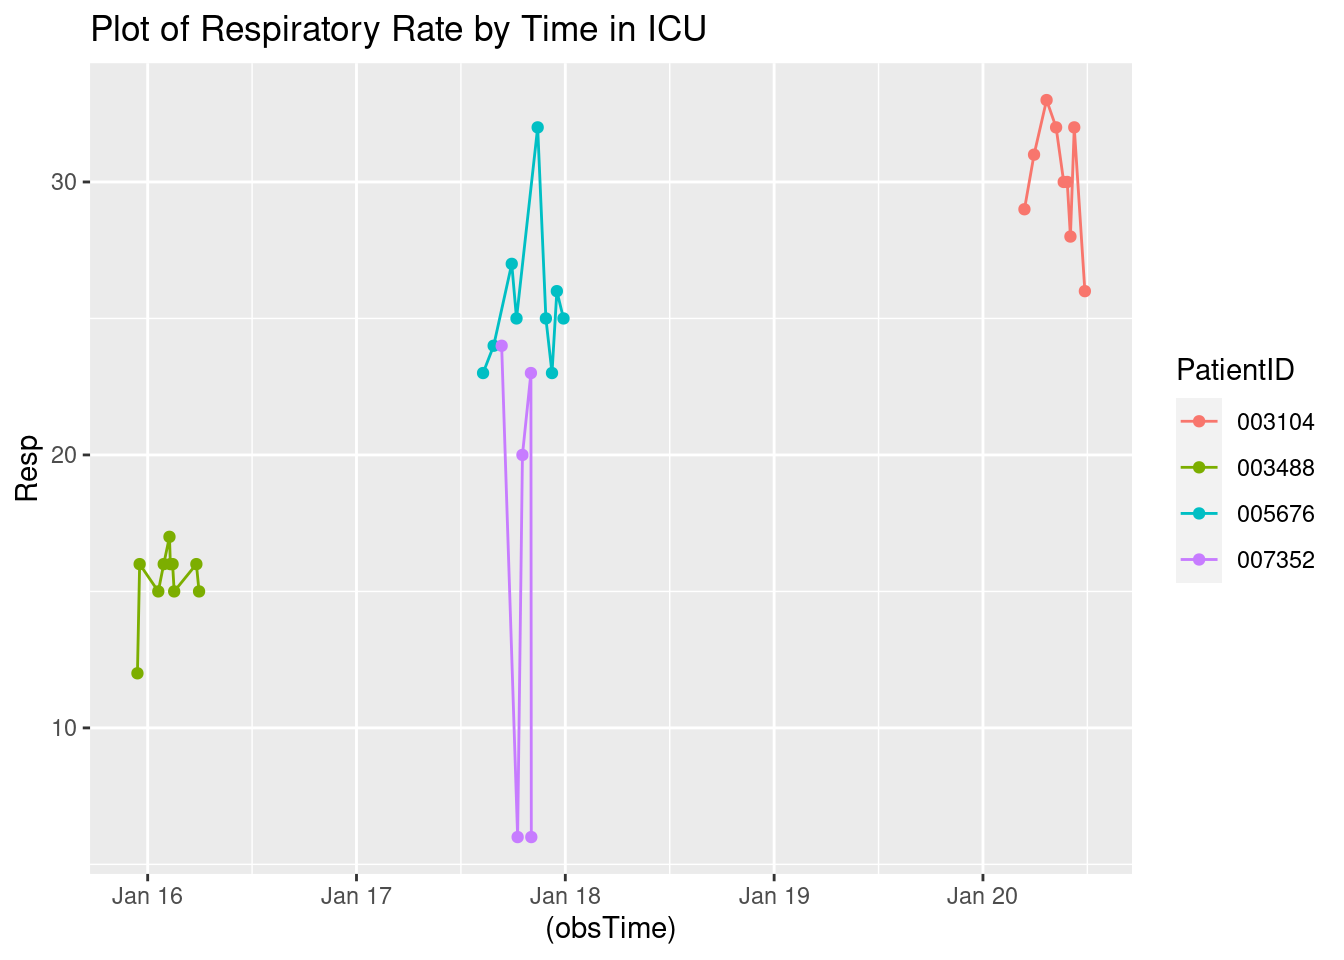 Plot of Respiratory Rate by Time in ICU
Resp
30
20
10
Jan 16 Jan 17 Jan 18 Jan 19 Jan 20
(obsTime)
PatientID
003104
003488
005676
007352